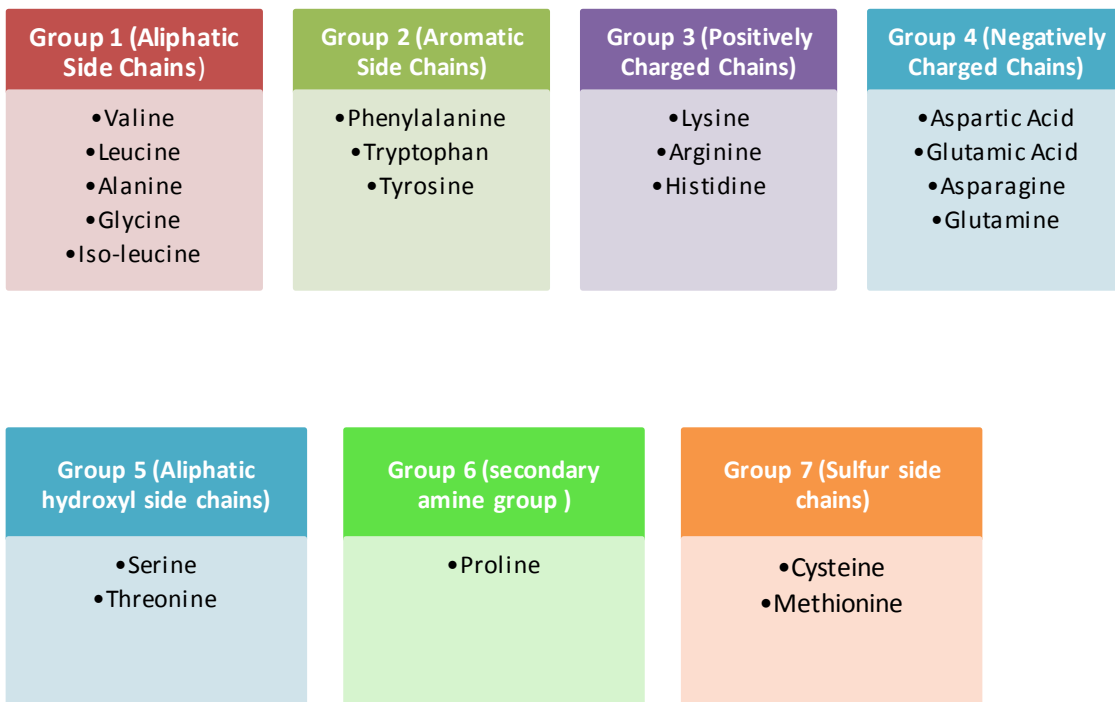 Group 1 (Aliphatic
Side Chains)
•Valine
•Leucine
•Alanine
•Glycine
•Iso-leucine
Group 2 (Aromatic
Side Chains)
•Phenylalanine
•Tryptophan
•Tyrosine
Group 3 (Positively
Charged Chains)
•Lysine
•Arginine
•Histidine
Group 4 (Negatively
Charged Chains)
•Aspartic Acid
•Glutamic Acid
•Asparagine
•Glutamine
Group 5 (Aliphatic
hydroxyl side chains)
•Serine
•Threonine
Group 6 (secondary
amine group )
•Proline
Group 7 (Sulfur side
chains)
•Cysteine
•Methionine